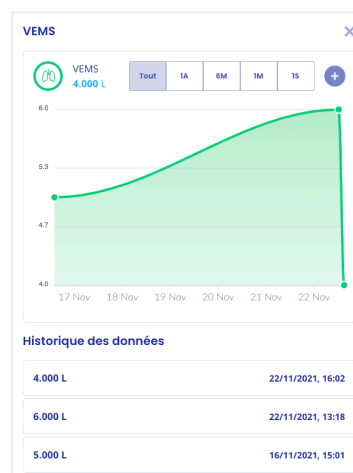 VEMS
VEMS
4.000 L
Tout 1A 6M 1M 1S
6.0
5.3
4.7
4.0
17 Nov 18 Nov 19 Nov 20 Nov 21 Nov 22 Nov
Historique des données
4.000 L 22/11/2021, 16:02
6.000 L 22/11/2021, 13:18
5.000 L 16/11/2021, 15:01